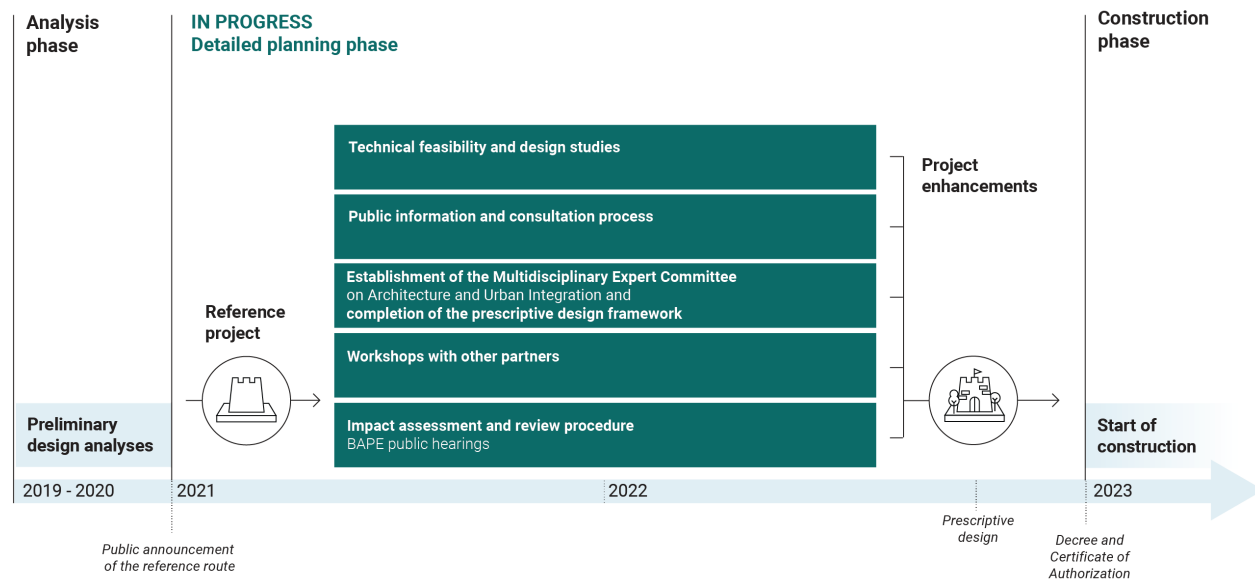 Analysis
phase
IN PROGRESS
Detailed planning phase
Construction
phase
Technical feasibility and design studies
Public information and consultation process
Establishment of the Multidisciplinary Expert Committee
on Architecture and Urban Integration and
completion of the prescriptive design framework
Workshops with other partners
Impact assessment and review procedure
BAPE public hearings
Project
enhancements
Reference
project
Preliminary
design analyses
Start of
construction
2019 - 2020
2021
2022
2023
Public announcement
of the reference route
Prescriptive
design
Decree and
Certificate of
Authorization